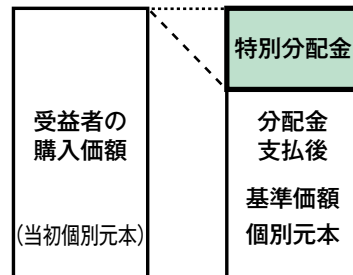 受益者の
購入価額
(当初個別元本)
特別分配金
分配金
支払後
基準価額
個別元本